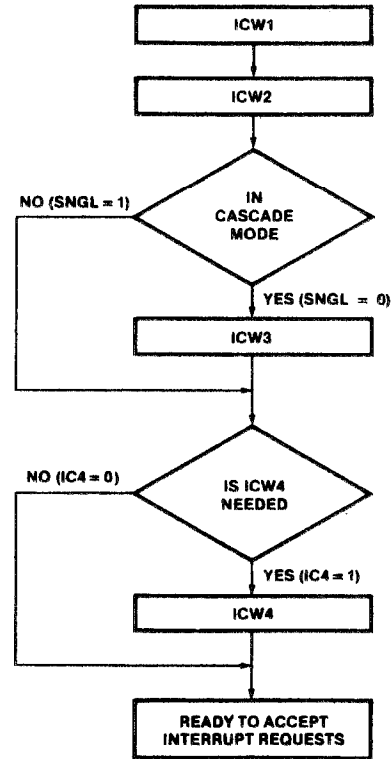 ICW1
ICW2
IN
CASCADE
MODE
NO (SNGL = 1)
YES (SNGL = 0)
ICW3
NO (IC4 = 0)
IS ICW4
NEEDED
YES (IC4 = 1)
ICW4
READY TO ACCEPT
INTERRUPT REQUESTS